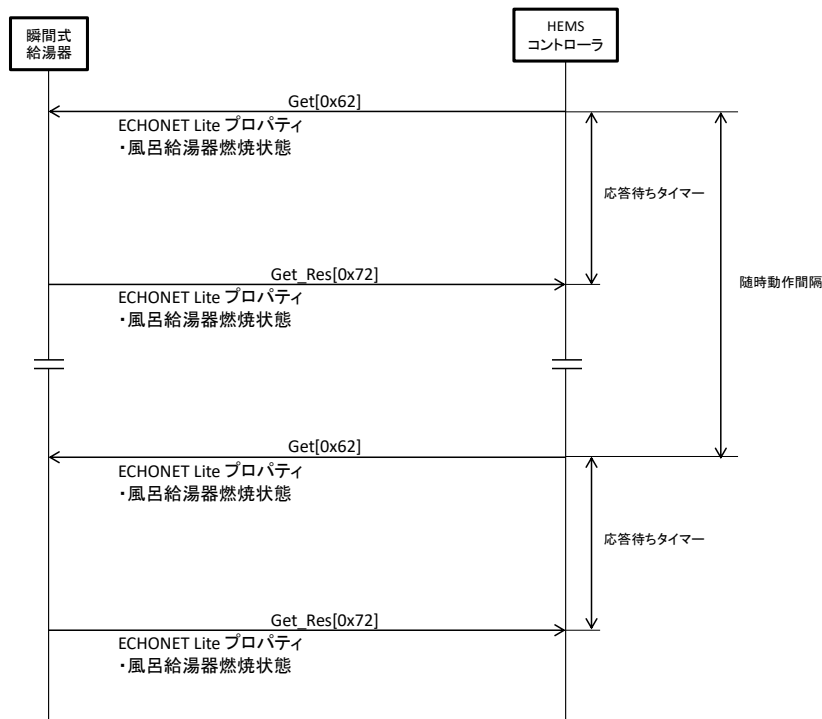 瞬間式
給湯器
HEMS
コントローラ
Get[0x62]
ECHONET Lite プロパティ
・風呂給湯器燃焼状態
応答待ちタイマー
Get_Res[0x72]
ECHONET Lite プロパティ
・風呂給湯器燃焼状態
随時動作間隔
Get[0x62]
ECHONET Lite プロパティ
・風呂給湯器燃焼状態
応答待ちタイマー
Get_Res[0x72]
ECHONET Lite プロパティ
・風呂給湯器燃焼状態